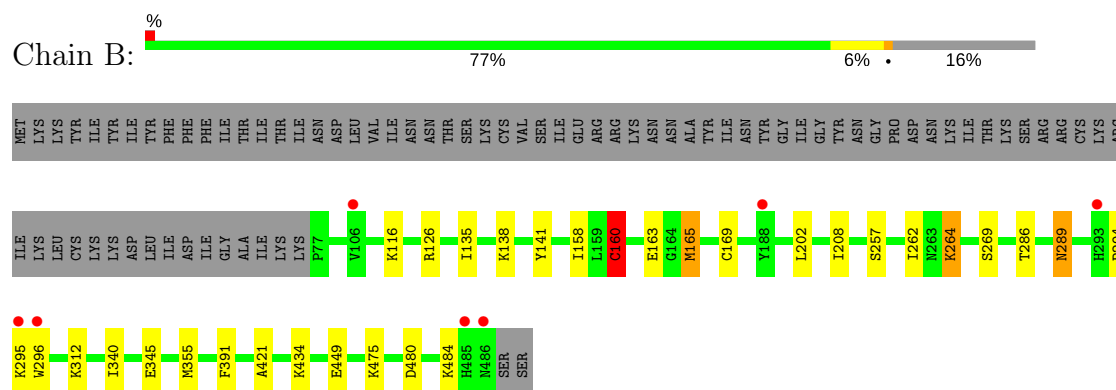 %
Chain B:
77% 6% • 16%
MET LYS LYS TYR ILE TYR ILE TYR PHE PHE PHE ILE THR ILE THR ILE ASN ASP LEU VAL ILE ASN ASN THR SER LYS CYS VAL SER ILE GLU ARG ARG LYS ASN ASN ALA TYR ILE ASN TYR GLY ILE GLY TYR ASN GLY PRO ASP ASN LYS ILE THR LYS SER ARG ARG CYS LYS
ILE LYS LEU CYS LYS LYS ASP LEU ILE ASP ILE GLY ALA ILE LYS LYS P77 V106 K116 R126 I135 K138 Y141 I158 L159 C160 E163 G164 M165 C169 Y188 L202 I208 S257 I262 N263 K264 S269 T286 N289 H293
K295 W296 K312 I340 E345 M355 F391 A421 K434 E449 K475 D480 K484 H485 N486 SER SER